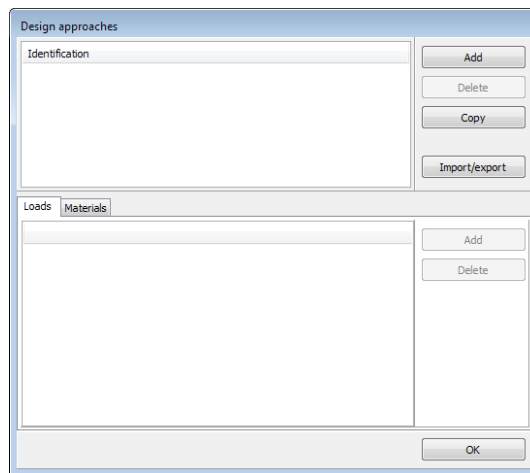 Design approaches
Identification
Add
Delete
Copy
Import/export
Loads Materials
Add
Delete
OK